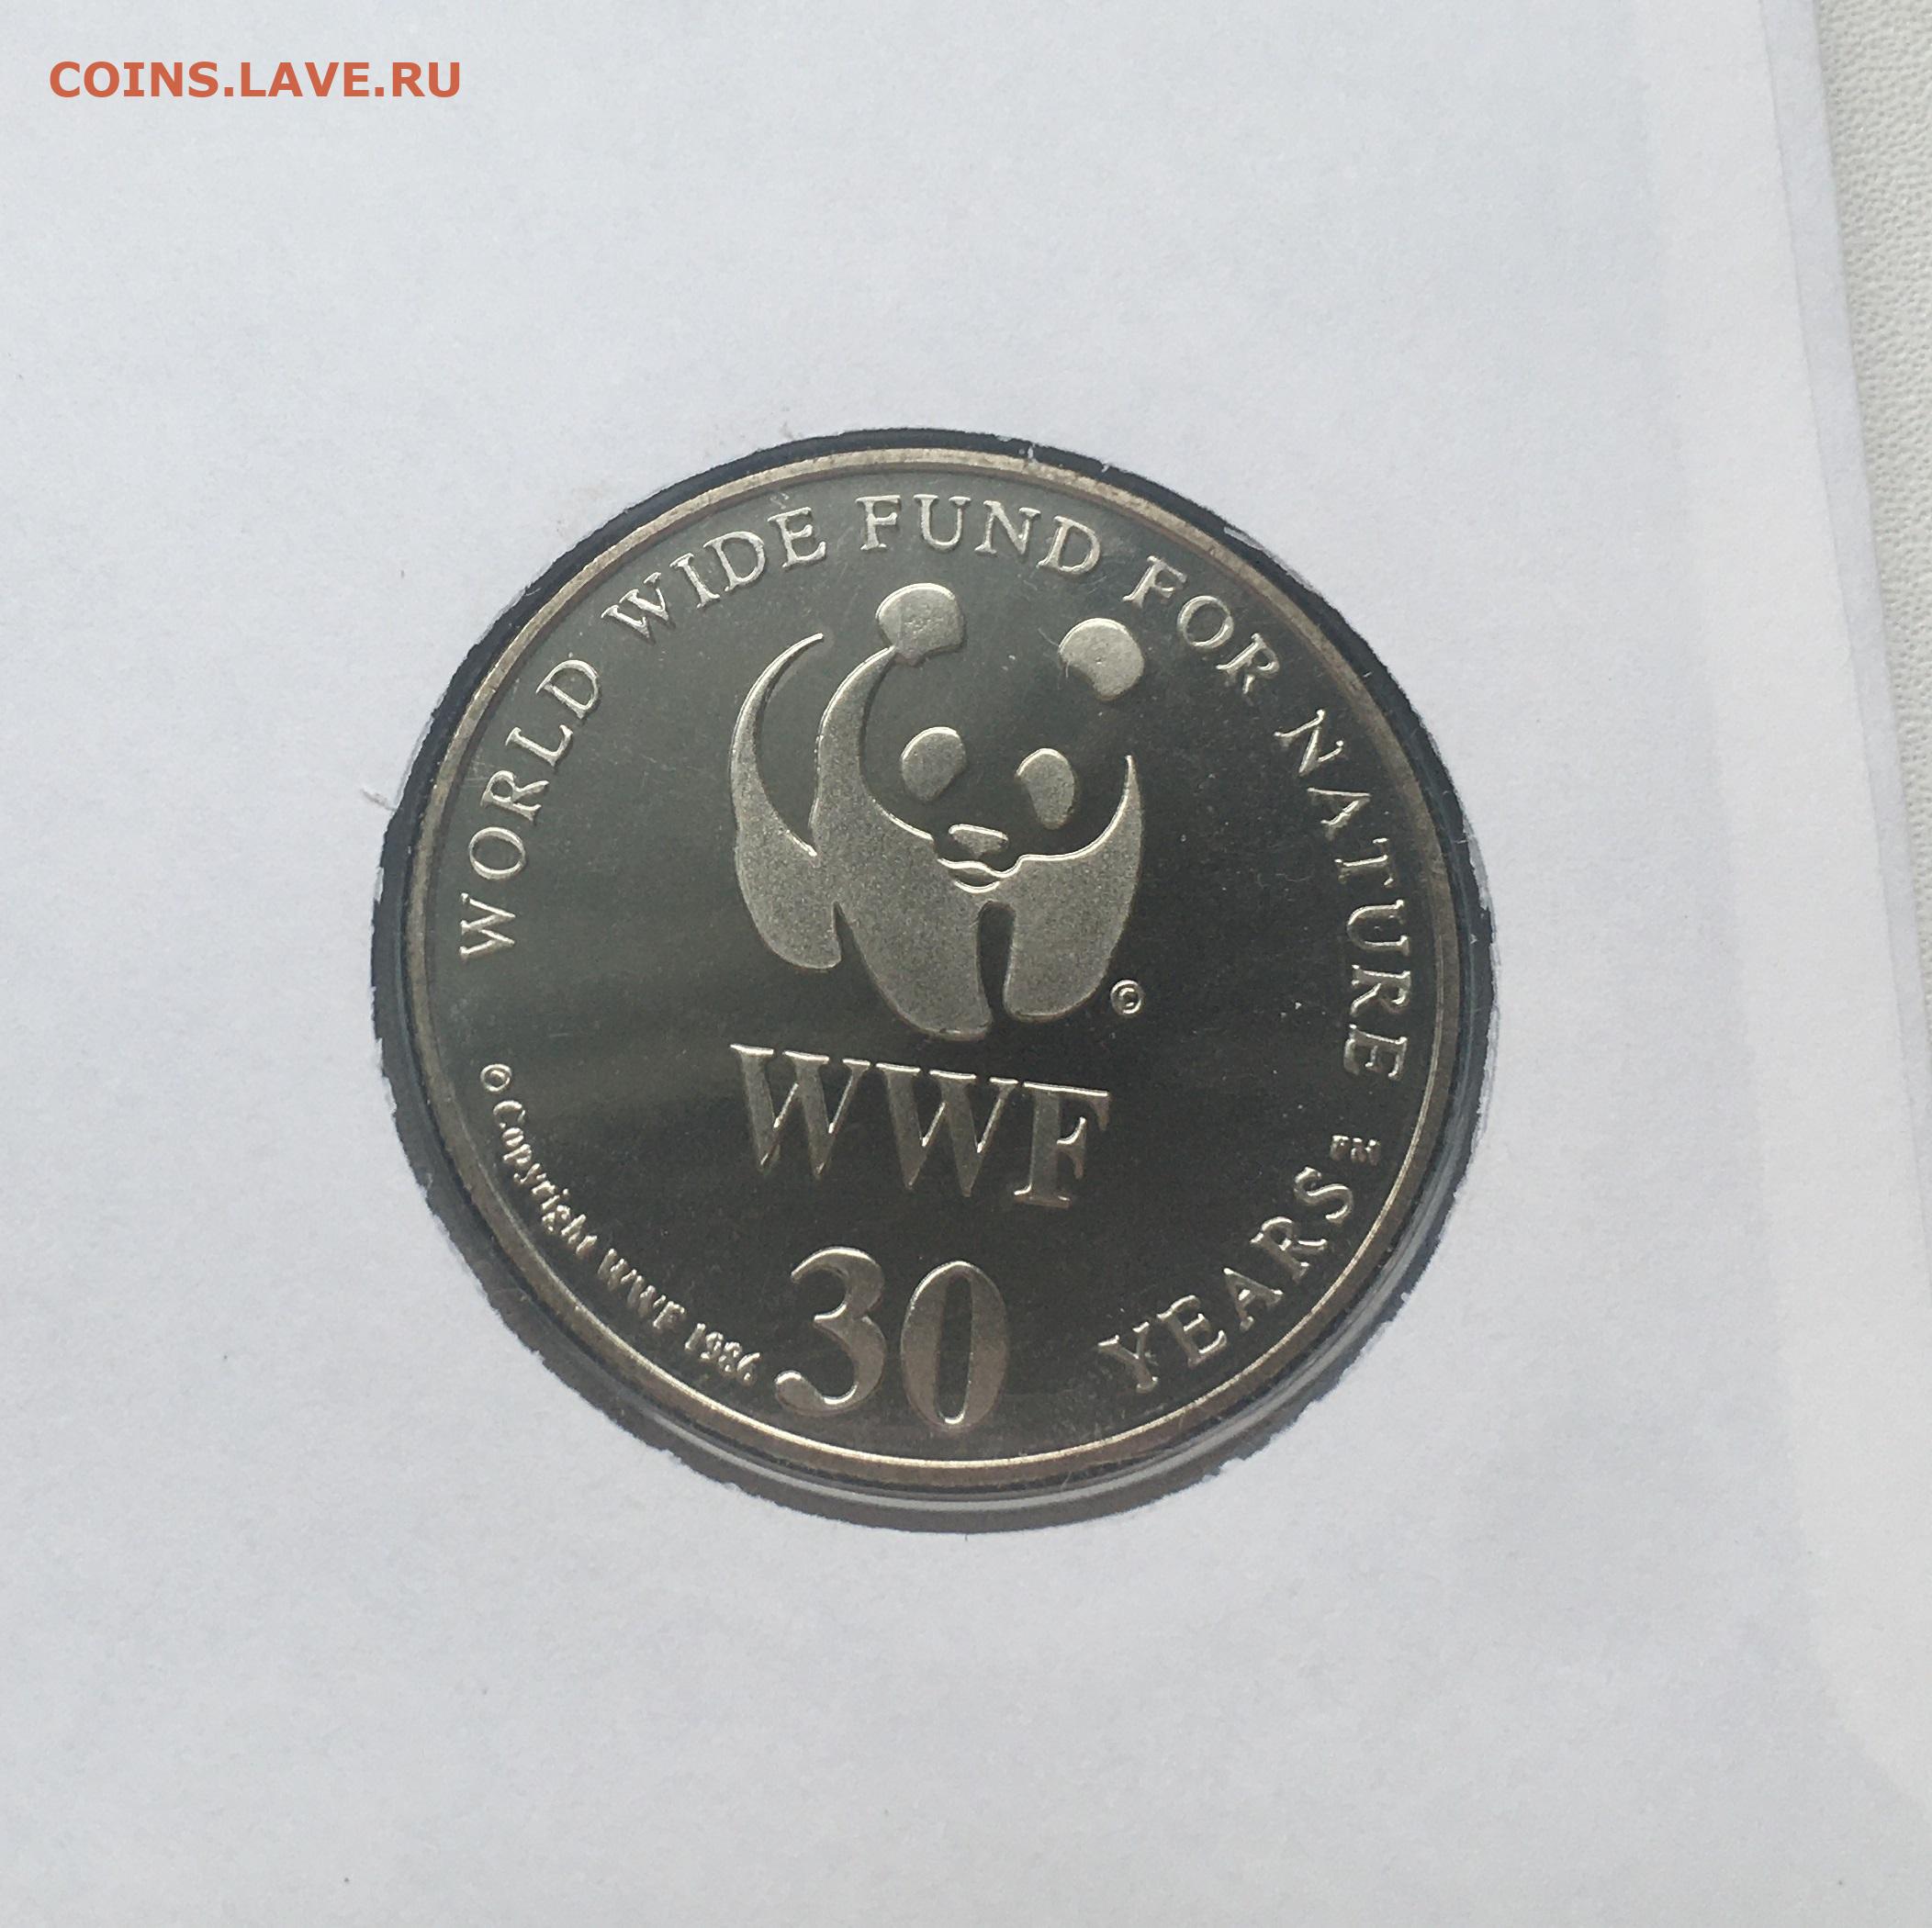 COINS.LAVE.RU
WORLD WIDE FUND FOR NATURE
©
WWF
© Copyright WWF 1986
30 YEARS